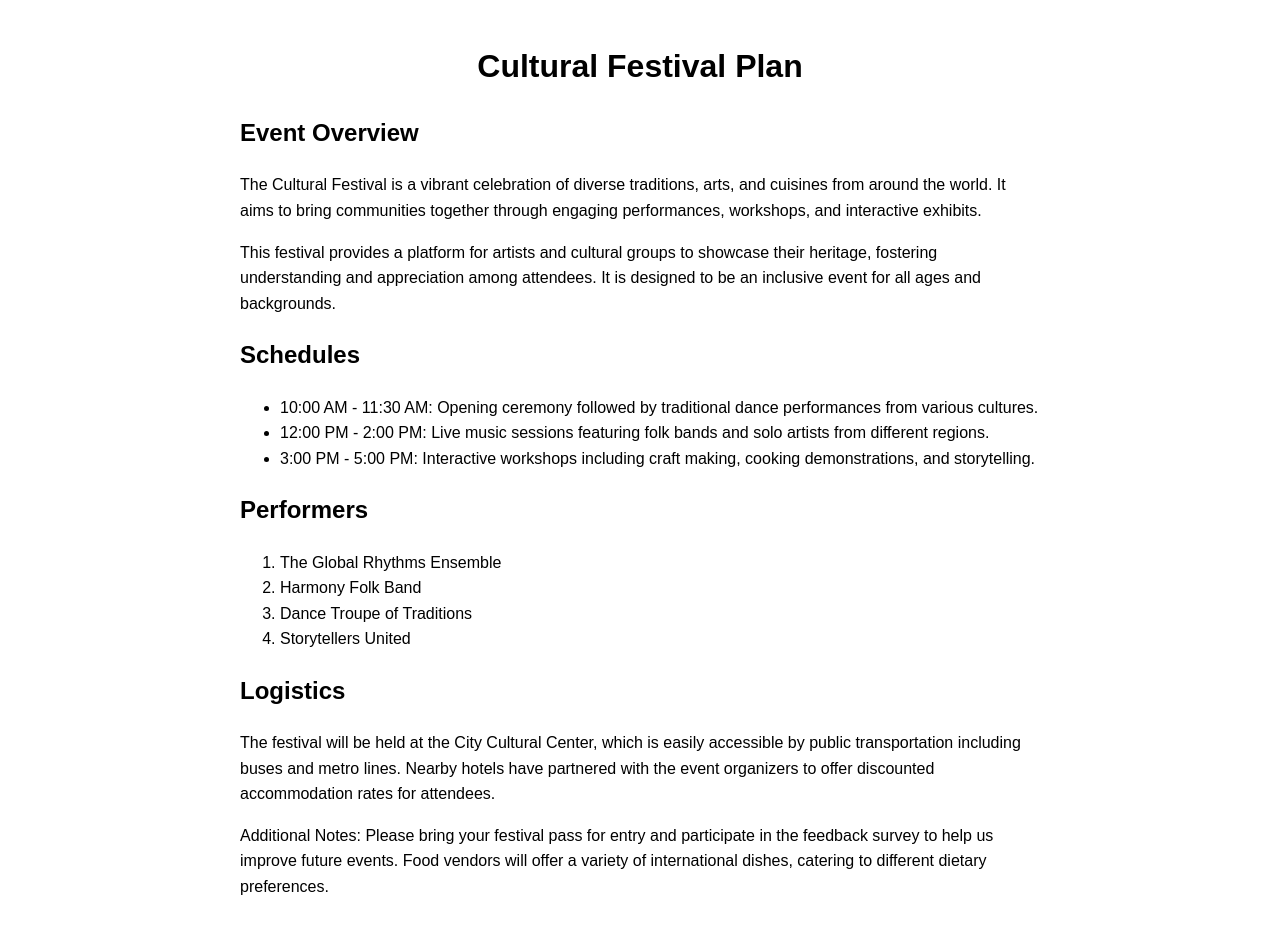 Cultural Festival Plan
Event Overview
The Cultural Festival is a vibrant celebration of diverse traditions, arts, and cuisines from around the world. It
aims to bring communities together through engaging performances, workshops, and interactive exhibits.
This festival provides a platform for artists and cultural groups to showcase their heritage, fostering
understanding and appreciation among attendees. It is designed to be an inclusive event for all ages and
backgrounds.
Schedules
• 10:00 AM - 11:30 AM: Opening ceremony followed by traditional dance performances from various cultures.
• 12:00 PM - 2:00 PM: Live music sessions featuring folk bands and solo artists from different regions.
• 3:00 PM - 5:00 PM: Interactive workshops including craft making, cooking demonstrations, and storytelling.
Performers
1. The Global Rhythms Ensemble
2. Harmony Folk Band
3. Dance Troupe of Traditions
4. Storytellers United
Logistics
The festival will be held at the City Cultural Center, which is easily accessible by public transportation including
buses and metro lines. Nearby hotels have partnered with the event organizers to offer discounted
accommodation rates for attendees.
Additional Notes: Please bring your festival pass for entry and participate in the feedback survey to help us
improve future events. Food vendors will offer a variety of international dishes, catering to different dietary
preferences.